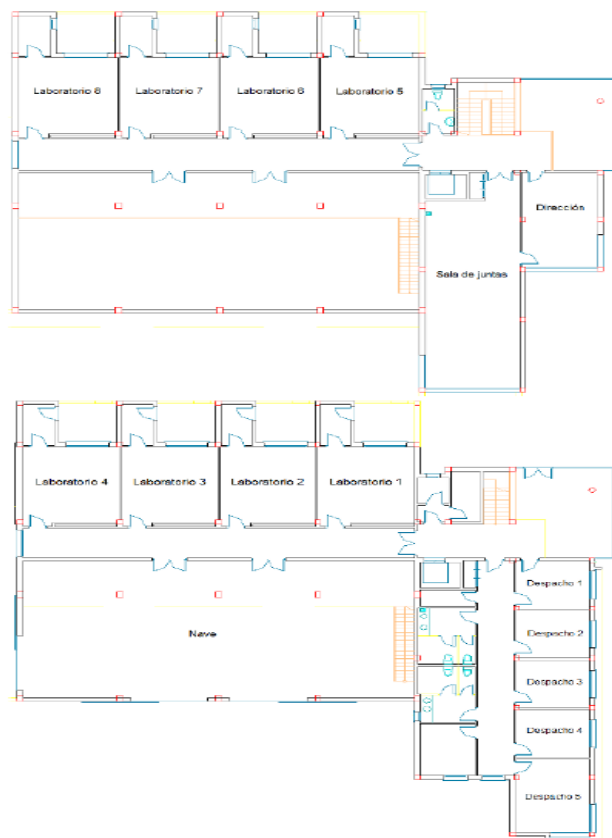 Laboratorio 8
Laboratorio 7
Laboratorio 6
Laboratorio 5
Dirección
Sala de juntas
Laboratorio 4
Laboratorio 3
Laboratorio 2
Laboratorio 1
Despacho 1
Nave
Despacho 2
Despacho 3
Despacho 4
Despacho 5